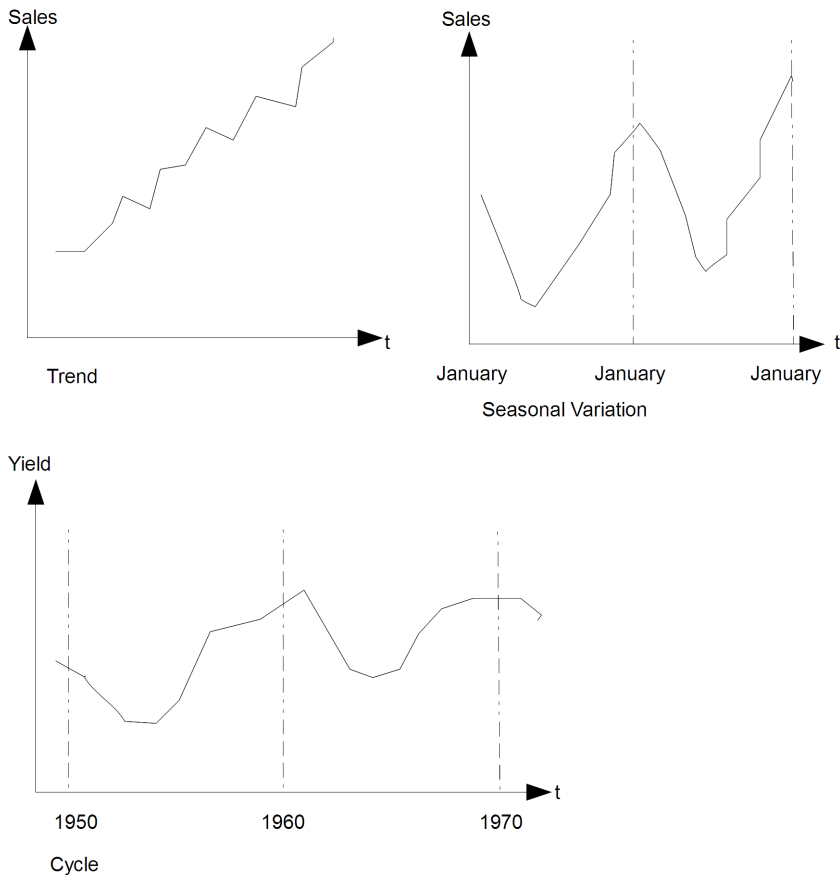 Sales
t
Trend
Sales
t
January January January
Seasonal Variation
Yield
t
1950 1960 1970
Cycle